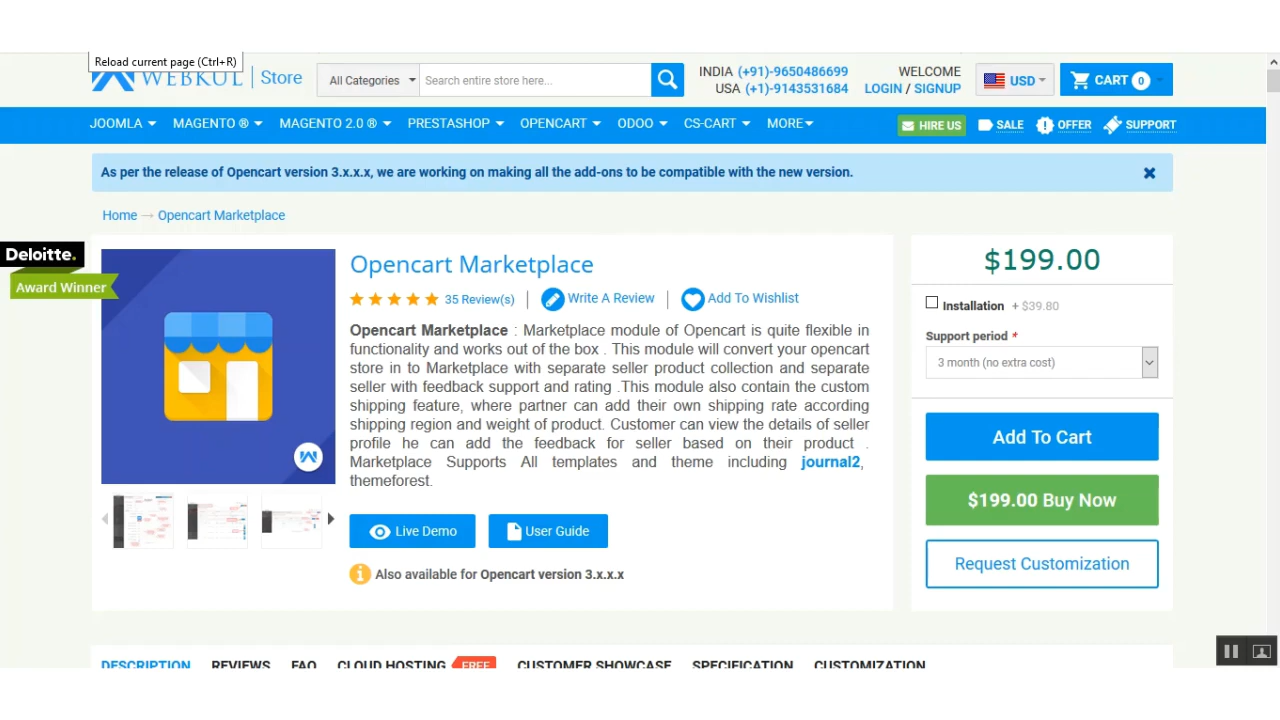 Reload current page (Ctrl+R)
WEBKUL | Store
All Categories
Search entire store here...
INDIA (+91)-9650486699
USA (+1)-9143531684
WELCOME
LOGIN / SIGNUP
USD
CART 0
JOOMLA MAGENTO ® MAGENTO 2.0 ® PRESTASHOP OPENCART ODOO CS-CART MORE HIRE US SALE OFFER SUPPORT
As per the release of Opencart version 3.x.x.x, we are working on making all the add-ons to be compatible with the new version.
Home → Opencart Marketplace
Deloitte.
Award Winner
Opencart Marketplace
35 Review(s) | Write A Review | Add To Wishlist
Opencart Marketplace : Marketplace module of Opencart is quite flexible in
functionality and works out of the box . This module will convert your opencart
store in to Marketplace with separate seller product collection and separate
seller with feedback support and rating .This module also contain the custom
shipping feature, where partner can add their own shipping rate according
shipping region and weight of product. Customer can view the details of seller
profile he can add the feedback for seller based on their product .
Marketplace Supports All templates and theme including journal2,
themeforest.
Live Demo
User Guide
Also available for Opencart version 3.x.x.x
$199.00
Installation + $39.80
Support period *
3 month (no extra cost)
Add To Cart
$199.00 Buy Now
Request Customization
DESCRIPTION REVIEWS FAQ CLOUD HOSTING FREE CUSTOMER SHOWCASE SPECIFICATION CUSTOMIZATION